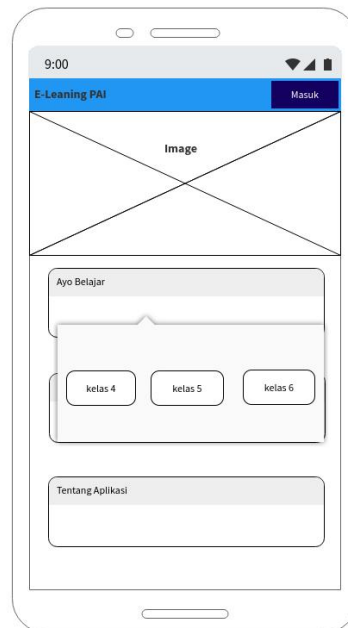 9:00
E-Leaning PAI
Masuk
Image
Ayo Belajar
kelas 4
kelas 5
kelas 6
Tentang Aplikasi